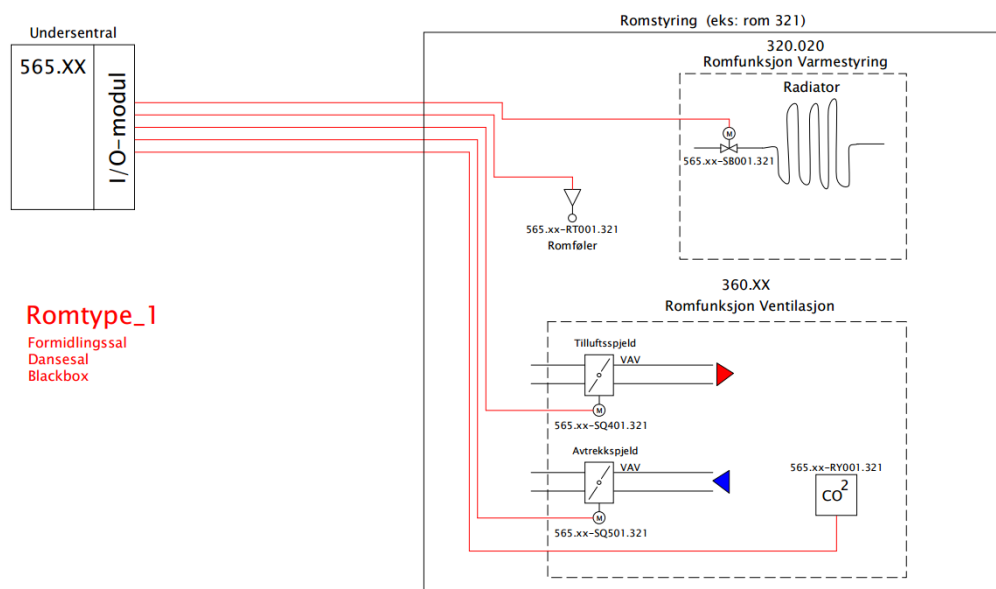 Romstyring (eks: rom 321)
Undersentral
565.XX
I/O-modul
320.020
Romfunksjon Varmestyring
Radiator
M
565.xx-SB001.321
565.xx-RT001.321
Romføler
360.XX
Romfunksjon Ventilasjon
Romtype_1
Formidlingssal
Dansesal
Blackbox
Tilluftsspjeld
VAV
M
565.xx-SQ401.321
Avtrekkspjeld
VAV
M
565.xx-SQ501.321
565.xx-RY001.321
CO2